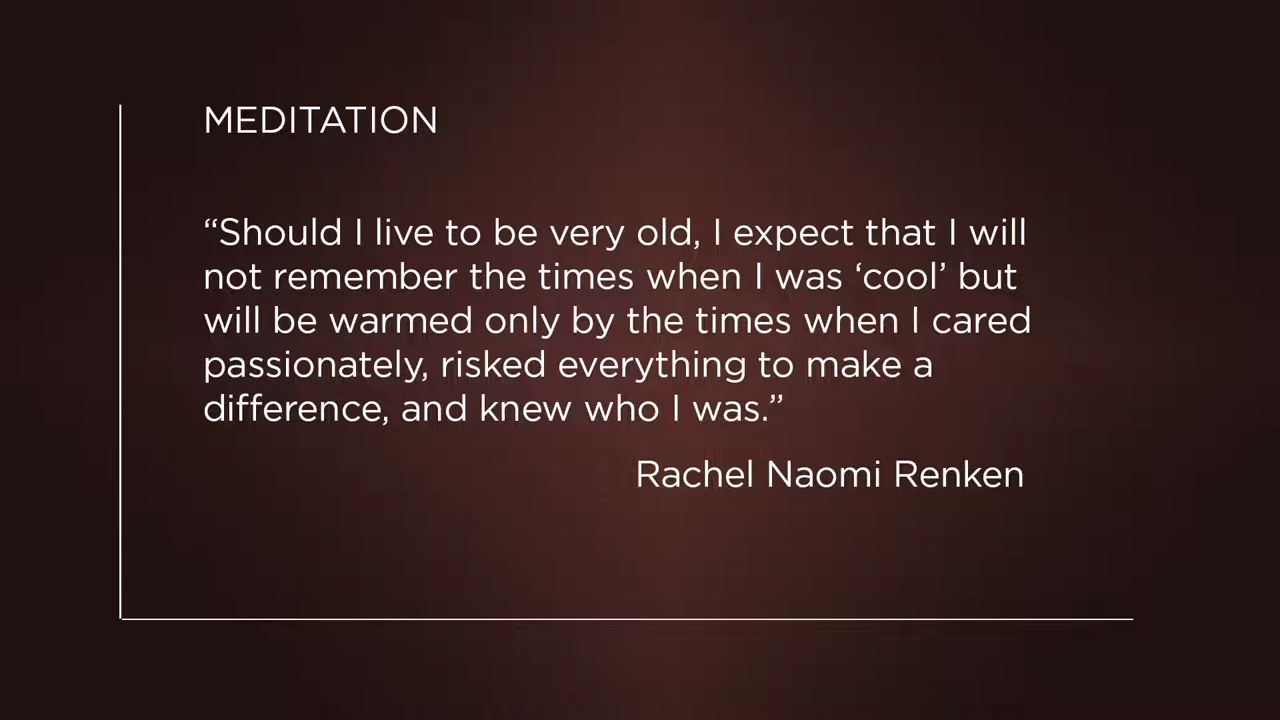 MEDITATION
“Should I live to be very old, I expect that I will
not remember the times when I was ‘cool’ but
will be warmed only by the times when I cared
passionately, risked everything to make a
difference, and knew who I was.”
Rachel Naomi Renken